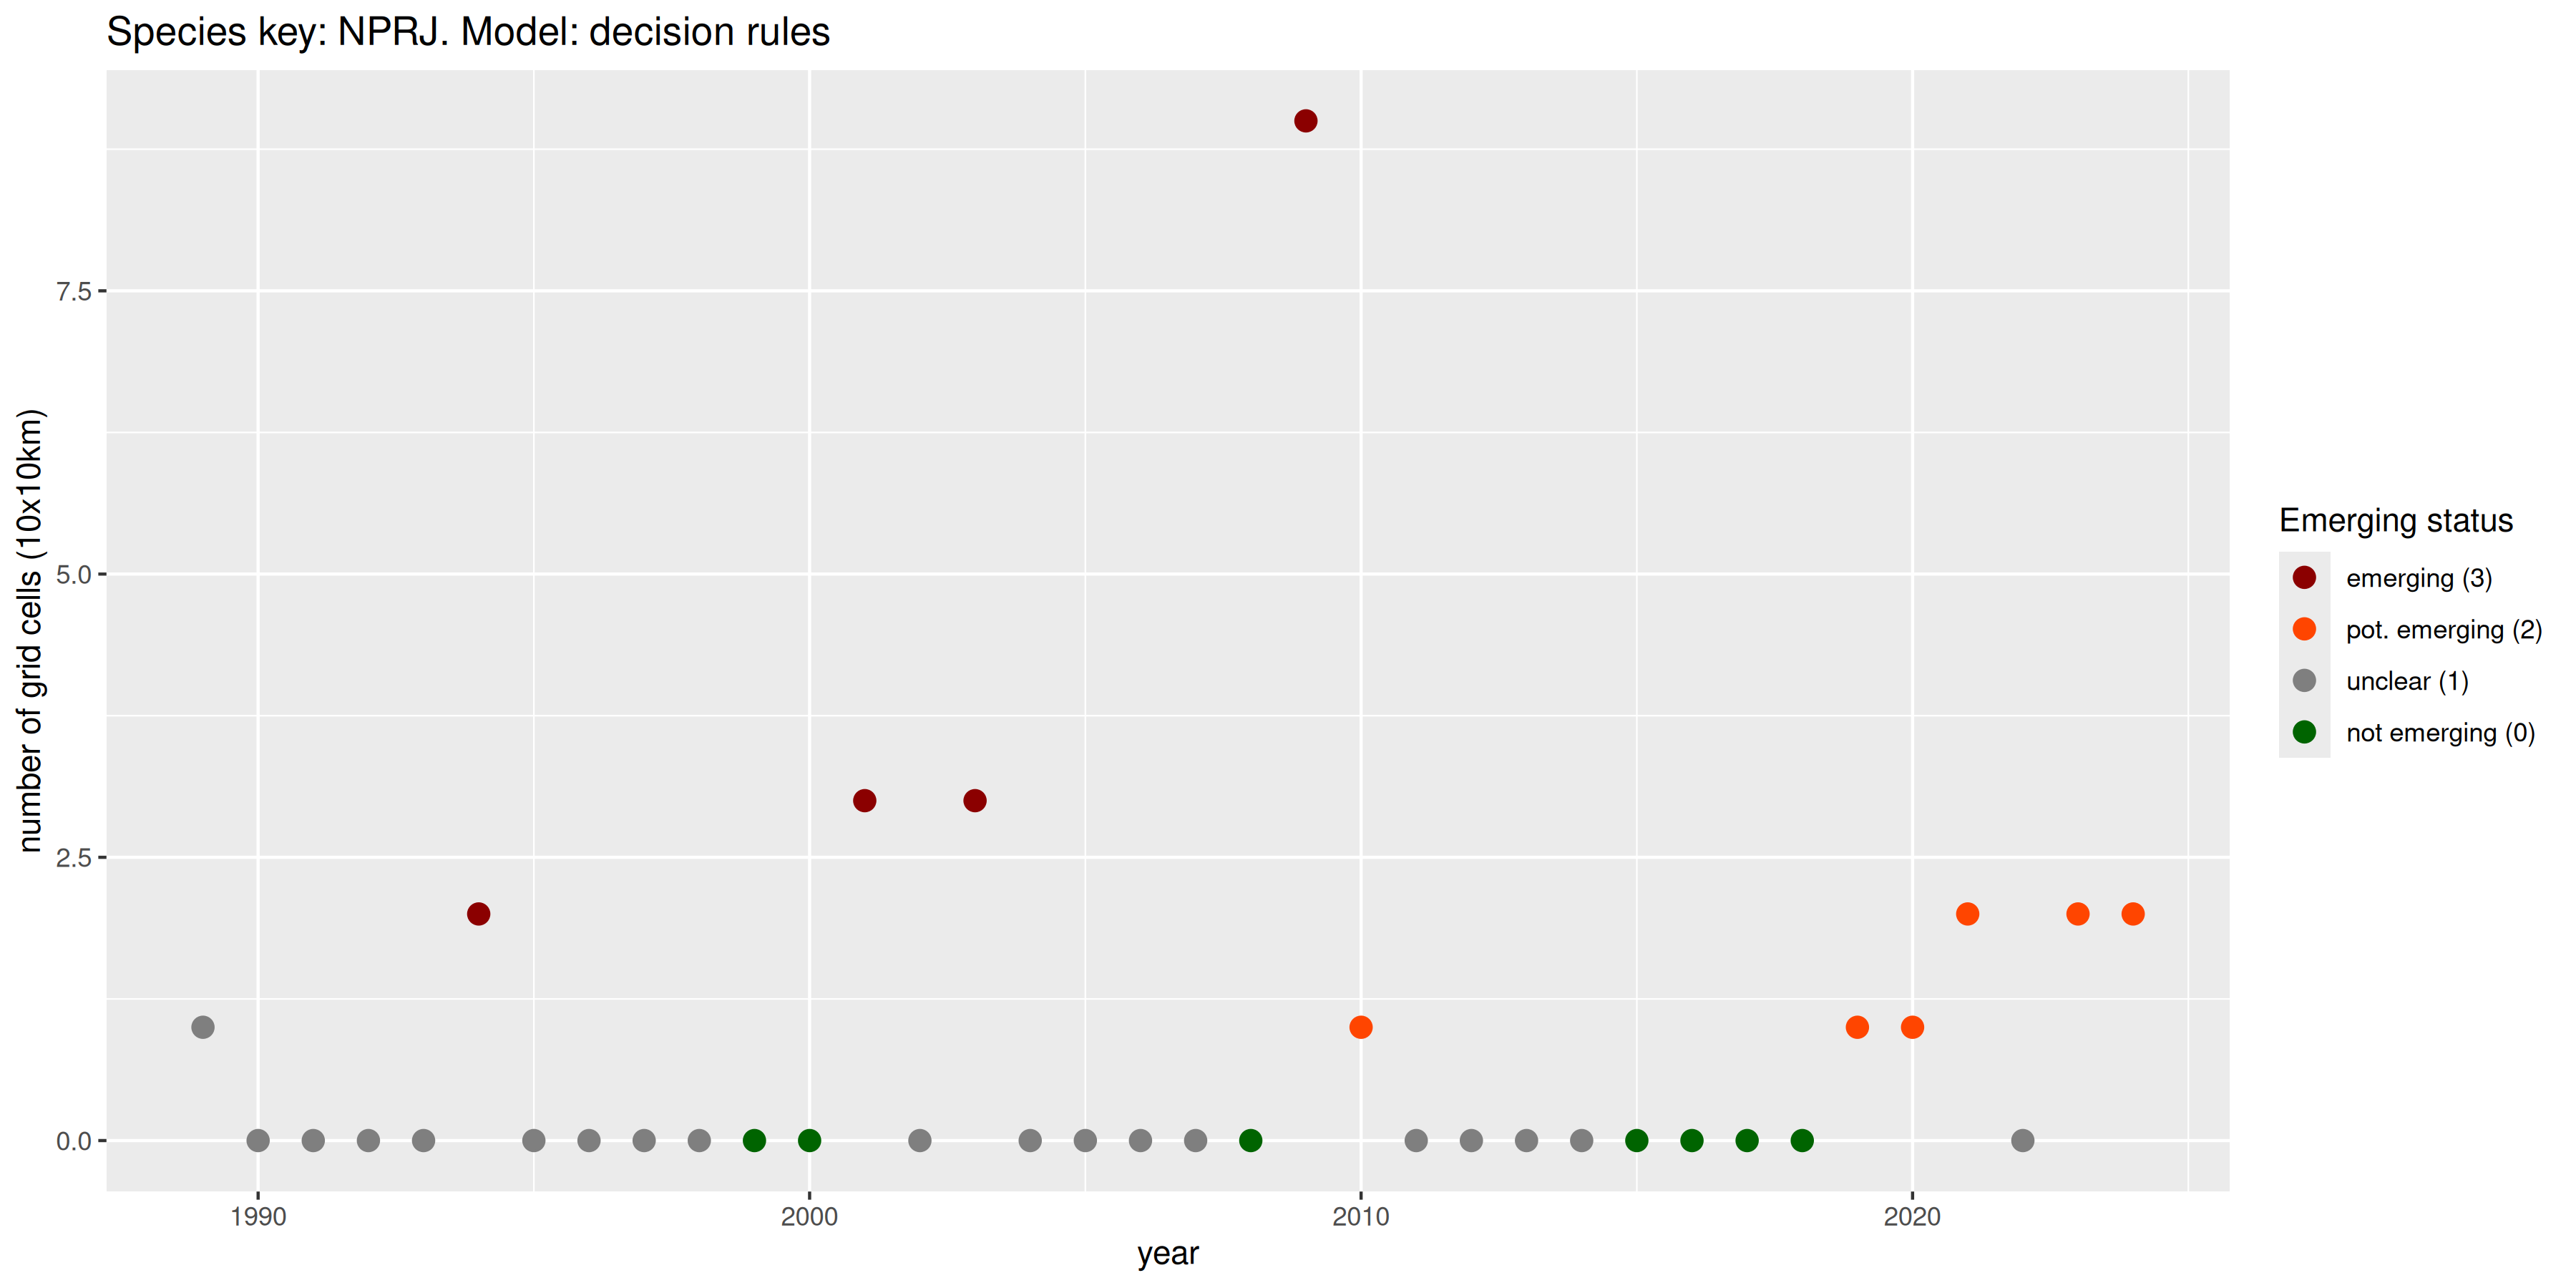 Species key: NPRJ. Model: decision rules
number of grid cells (10x10km)
7.5
5.0
2.5
0.0
1990
2000
2010
2020
year
Emerging status
emerging (3)
pot. emerging (2)
unclear (1)
not emerging (0)